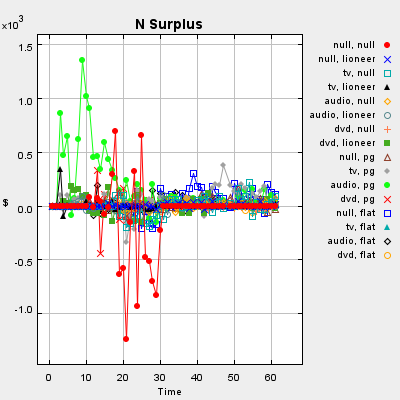 N Surplus
x10³
1.5
1.0
0.5
0.0
-0.5
-1.0
$
0
10
20
30
40
50
60
Time
null, null
null, lioneer
tv, null
tv, lioneer
audio, null
audio, lioneer
dvd, null
dvd, lioneer
null, pg
tv, pg
audio, pg
dvd, pg
null, flat
tv, flat
audio, flat
dvd, flat